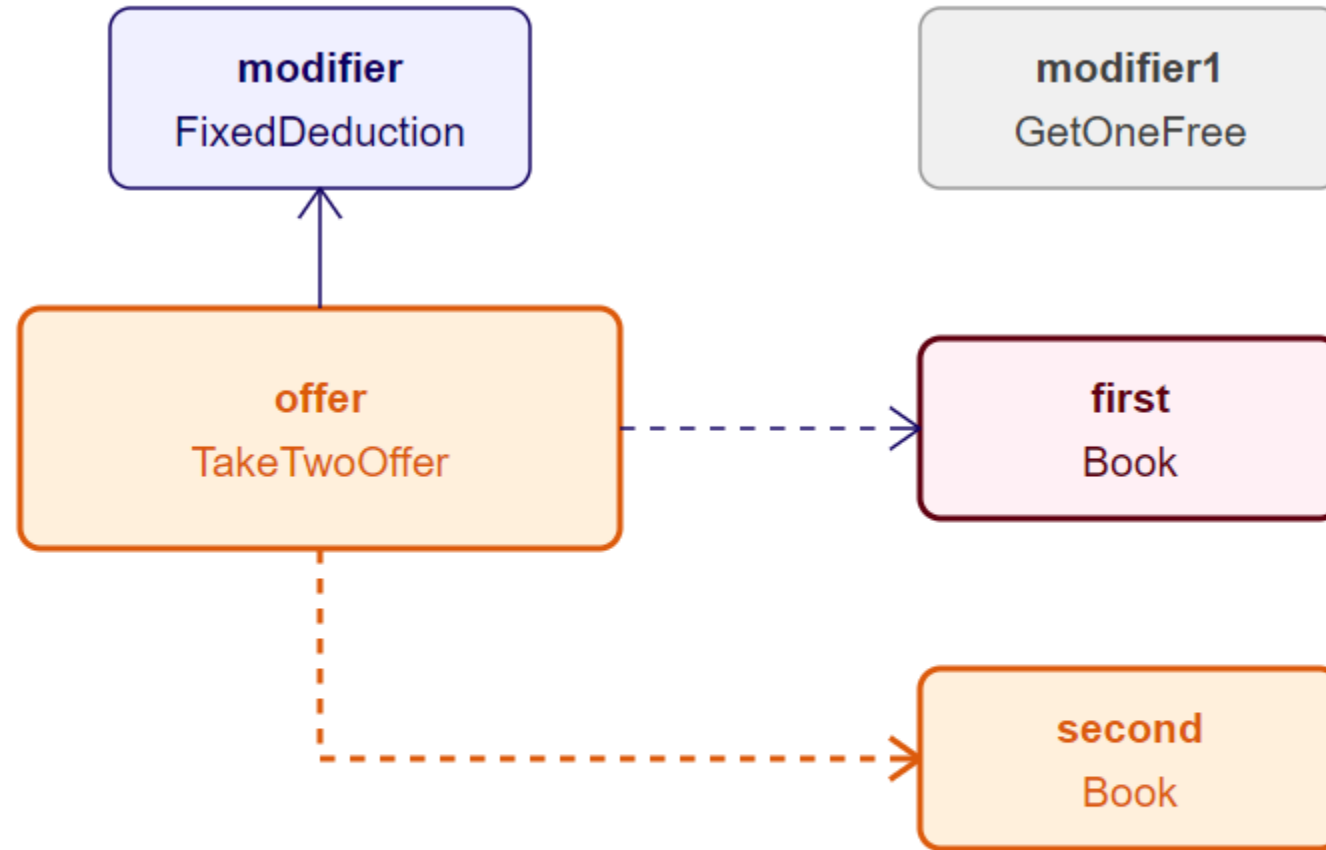 modifier
FixedDeduction
modifier1
GetOneFree
offer
TakeTwoOffer
first
Book
second
Book